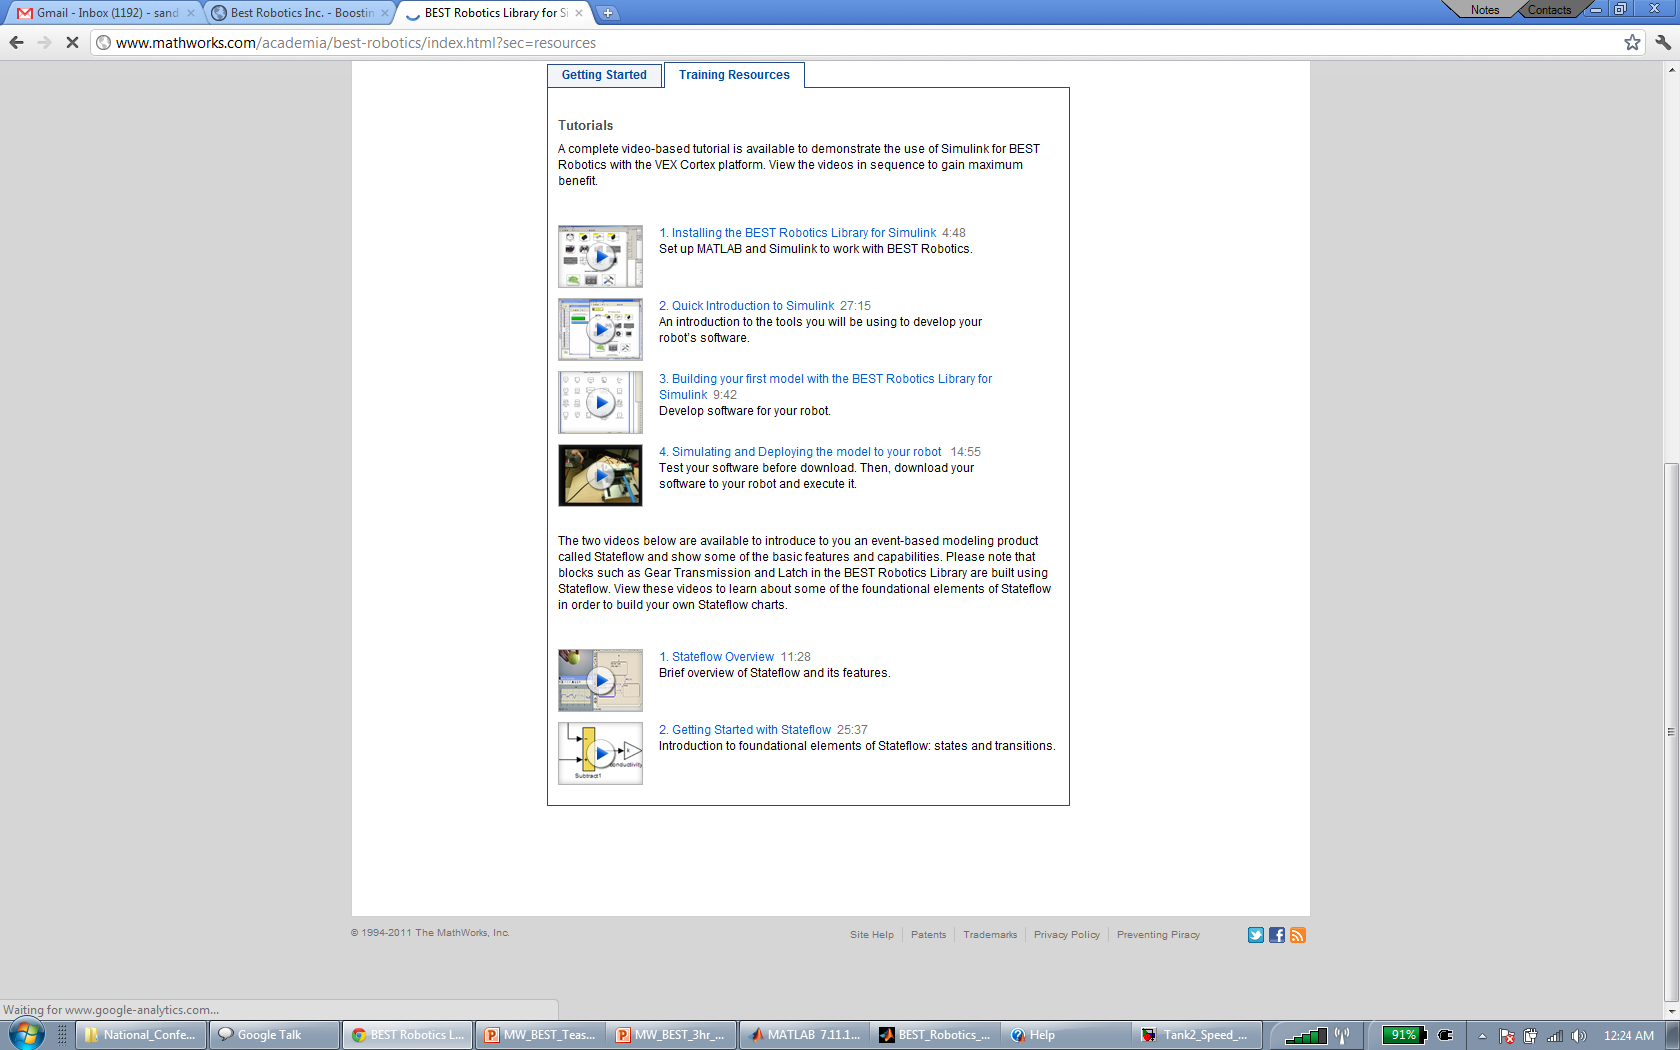 Gmail - Inbox (1192) - sand
Best Robotics Inc. - Boostin
BEST Robotics Library for Si
Notes
Contacts
www.mathworks.com/academia/best-robotics/index.html?sec=resources
Getting Started
Training Resources
Tutorials
A complete video-based tutorial is available to demonstrate the use of Simulink for BEST
Robotics with the VEX Cortex platform. View the videos in sequence to gain maximum
benefit.
1. Installing the BEST Robotics Library for Simulink 4:48
Set up MATLAB and Simulink to work with BEST Robotics.
2. Quick Introduction to Simulink 27:15
An introduction to the tools you will be using to develop your
robot's software.
3. Building your first model with the BEST Robotics Library for
Simulink 9:42
Develop software for your robot.
4. Simulating and Deploying the model to your robot 14:55
Test your software before download. Then, download your
software to your robot and execute it.
The two videos below are available to introduce to you an event-based modeling product
called Stateflow and show some of the basic features and capabilities. Please note that
blocks such as Gear Transmission and Latch in the BEST Robotics Library are built using
Stateflow. View these videos to learn about some of the foundational elements of Stateflow
in order to build your own Stateflow charts.
1. Stateflow Overview 11:28
Brief overview of Stateflow and its features.
2. Getting Started with Stateflow 25:37
Introduction to foundational elements of Stateflow: states and transitions.
Subtract1
conductivity
© 1994-2011 The MathWorks, Inc.
Site Help
Patents
Trademarks
Privacy Policy
Preventing Piracy
Waiting for www.google-analytics.com...
National_Confe...
Google Talk
BEST Robotics L...
MW_BEST_Teas...
MW_BEST_3hr_...
MATLAB 7.11.1...
BEST_Robotics_...
Help
Tank2_Speed_...
91%
12:24 AM